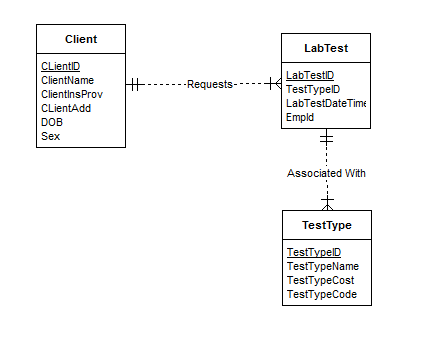 Client
CLientID
ClientName
ClientInsProv
CLientAdd
DOB
Sex
Requests
LabTest
LabTestID
TestTypeID
LabTestDateTime
EmpId
Associated With
TestType
TestTypeID
TestTypeName
TestTypeCost
TestTypeCode